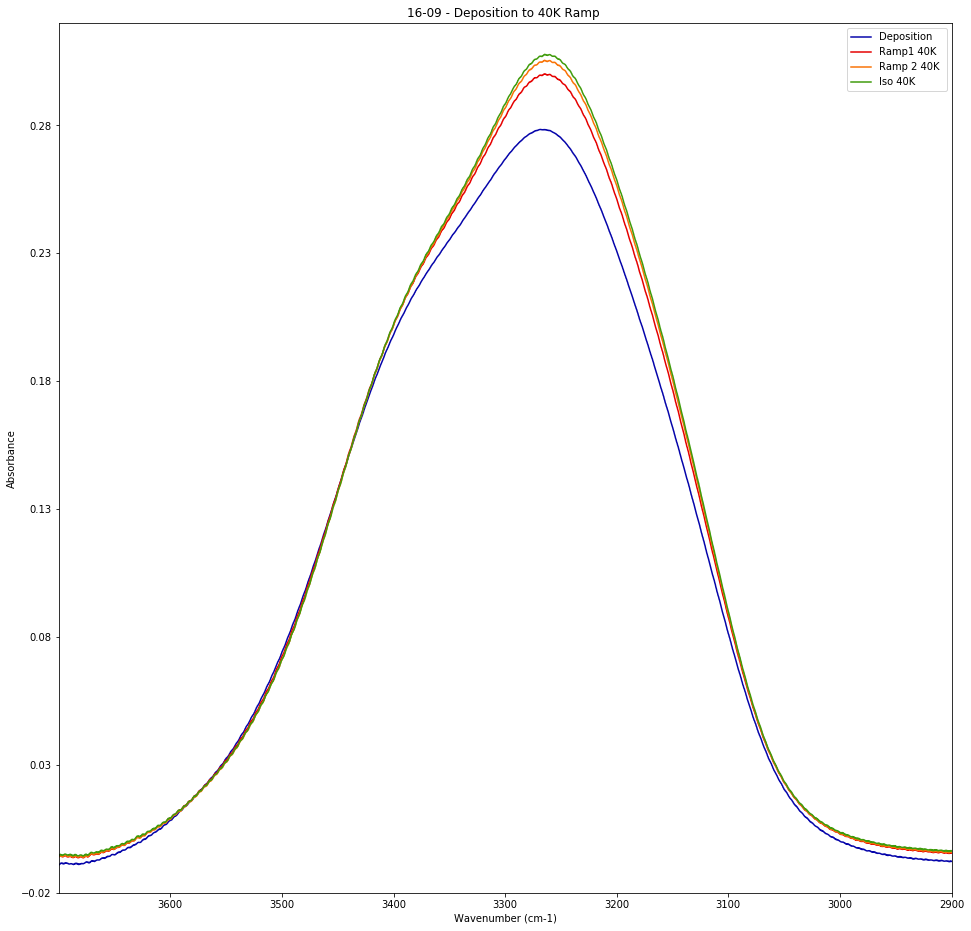 16-09 - Deposition to 40K Ramp
Deposition
Ramp1 40K
Ramp 2 40K
Iso 40K
Absorbance
0.28
0.23
0.18
0.13
0.08
0.03
−0.02
3600 3500 3400 3300 3200 3100 3000 2900
Wavenumber (cm-1)